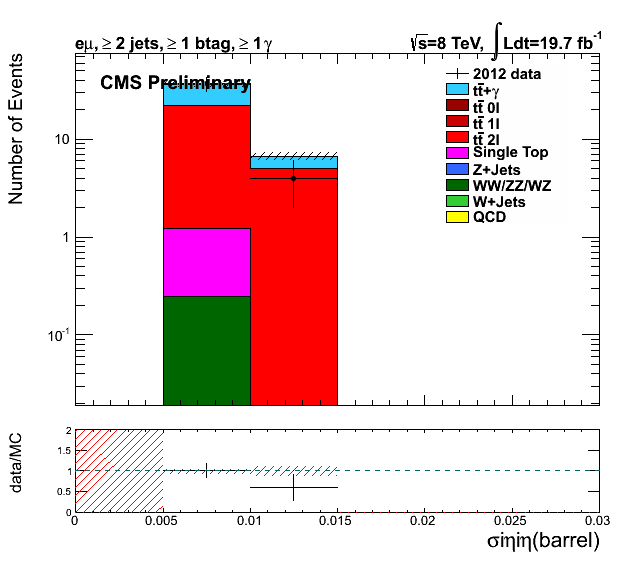 eμ, ≥ 2 jets, ≥ 1 btag, ≥ 1γ
√s=8 TeV, ∫Ldt=19.7 fb⁻¹
CMS Preliminary
Number of Events
10
1
10⁻¹
2012 data
tt̄+γ
tt̄ 0l
tt̄ 1l
tt̄ 2l
Single Top
Z+Jets
WW/ZZ/WZ
W+Jets
QCD
data/MC
2
1.5
1
0.5
0
0 0.005 0.01 0.015 0.02 0.025 0.03
σiηiη(barrel)